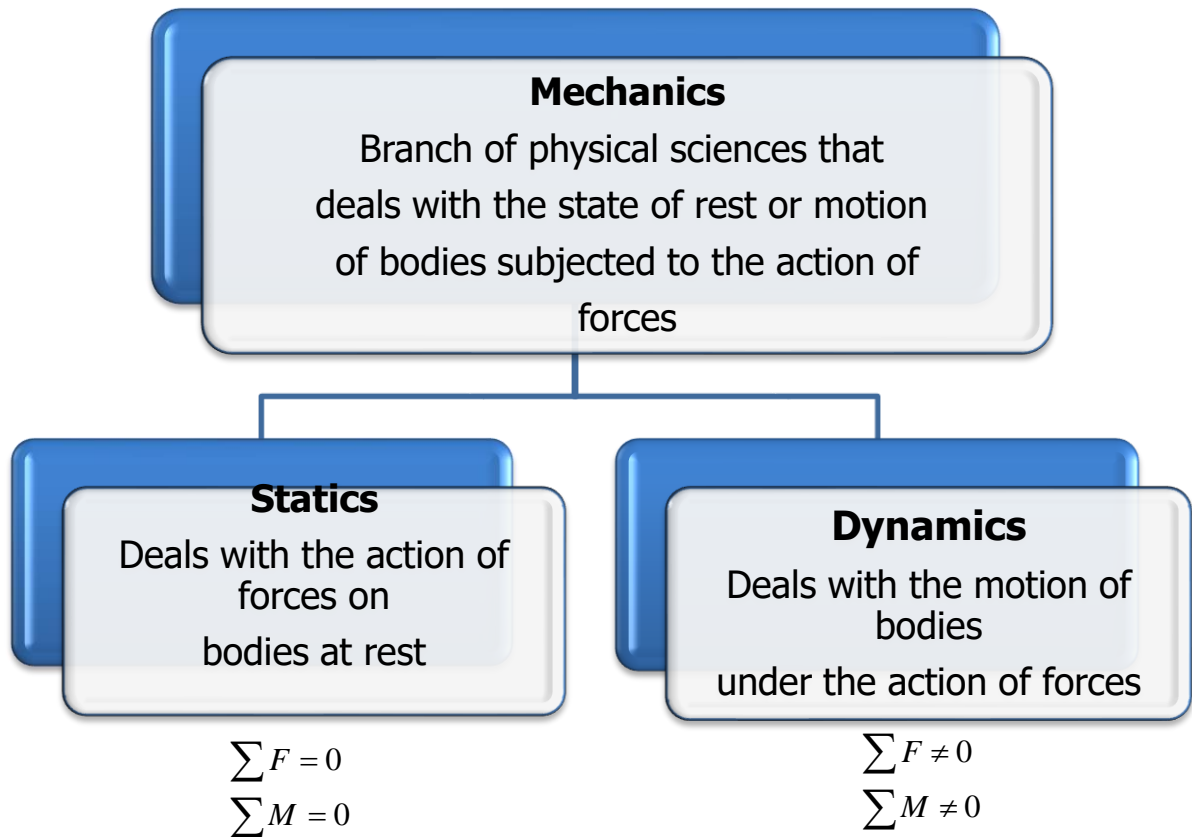 Mechanics
Branch of physical sciences that
deals with the state of rest or motion
of bodies subjected to the action of
forces
Statics
Deals with the action of
forces on
bodies at rest
Dynamics
Deals with the motion of
bodies
under the action of forces
∑F = 0
∑M = 0
∑F ≠ 0
∑M ≠ 0